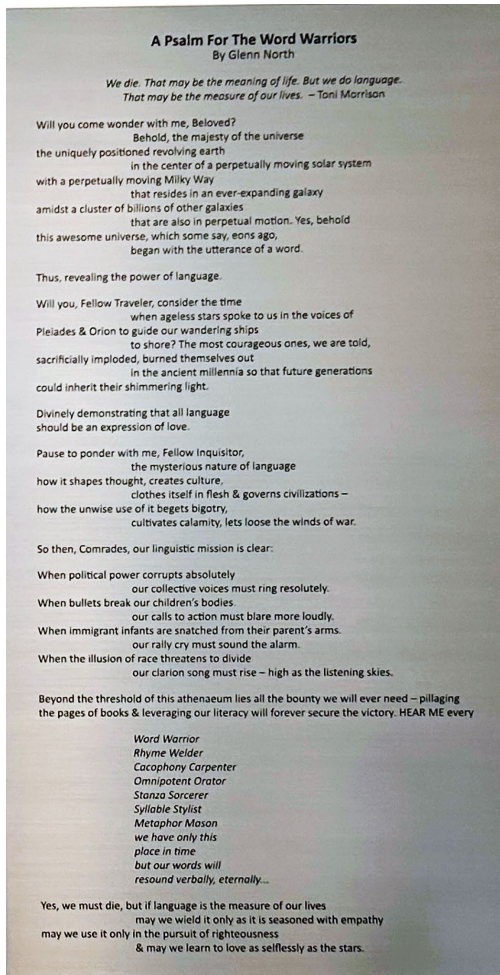 A Psalm For The Word Warriors
By Glenn North
We die. That may be the meaning of life. But we do language.
That may be the measure of our lives. – Toni Morrison
Will you come wonder with me, Beloved?
Behold, the majesty of the universe
the uniquely positioned revolving earth
in the center of a perpetually moving solar system
with a perpetually moving Milky Way
that resides in an ever-expanding galaxy
amidst a cluster of billions of other galaxies
that are also in perpetual motion. Yes, behold
this awesome universe, which some say, eons ago,
began with the utterance of a word.
Thus, revealing the power of language.
Will you, Fellow Traveler, consider the time
when ageless stars spoke to us in the voices of
Pleiades & Orion to guide our wandering ships
to shore? The most courageous ones, we are told,
sacrificially imploded, burned themselves out
in the ancient millennia so that future generations
could inherit their shimmering light.
Divinely demonstrating that all language
should be an expression of love.
Pause to ponder with me, Fellow Inquisitor,
the mysterious nature of language
how it shapes thought, creates culture,
clothes itself in flesh & governs civilizations –
how the unwise use of it begets bigotry,
cultivates calamity, lets loose the winds of war.
So then, Comrades, our linguistic mission is clear:
When political power corrupts absolutely
our collective voices must ring resolutely.
When bullets break our children's bodies.
our calls to action must blare more loudly.
When immigrant infants are snatched from their parent's arms.
our rally cry must sound the alarm.
When the illusion of race threatens to divide
our clarion song must rise – high as the listening skies.
Beyond the threshold of this athenaeum lies all the bounty we will ever need – pillaging
the pages of books & leveraging our literacy will forever secure the victory. HEAR ME every
Word Warrior
Rhyme Welder
Cacophony Carpenter
Omnipotent Orator
Stanza Sorcerer
Syllable Stylist
Metaphor Mason
we have only this
place in time
but our words will
resound verbally, eternally...
Yes, we must die, but if language is the measure of our lives
may we wield it only as it is seasoned with empathy
may we use it only in the pursuit of righteousness
& may we learn to love as selflessly as the stars.